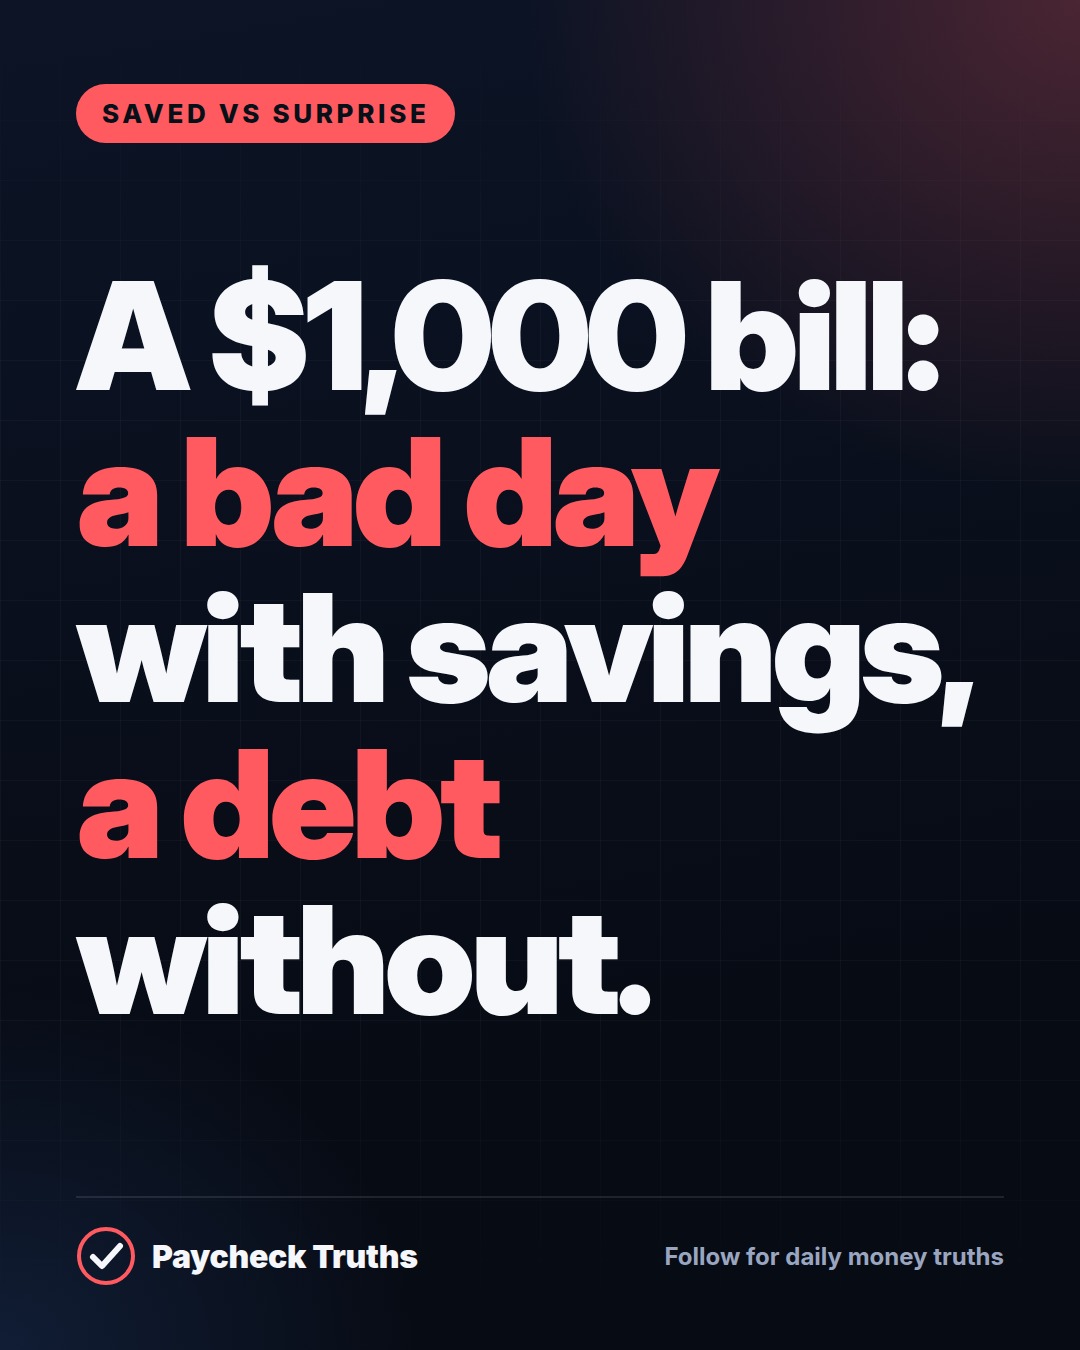 SAVED VS SURPRISE
A $1,000 bill:
a bad day
with savings,
a debt
without.
Paycheck Truths
Follow for daily money truths